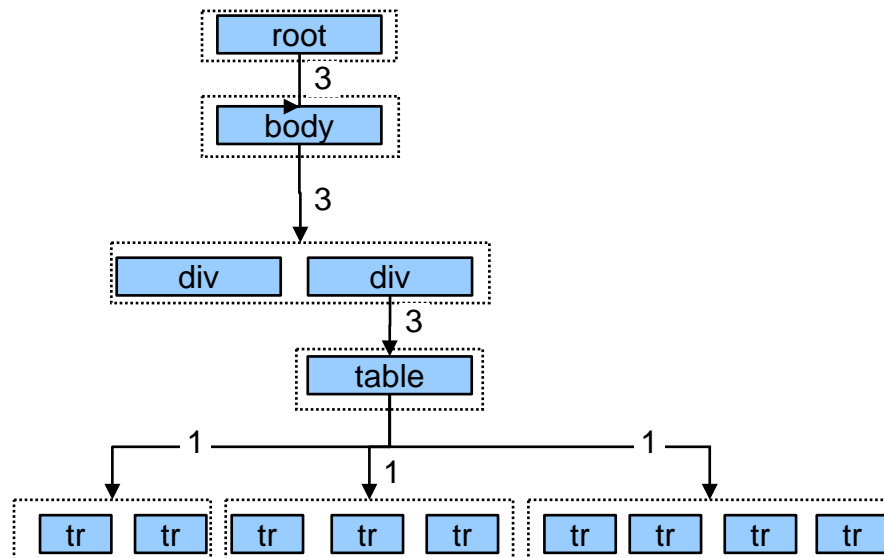 root
3
body
3
div div
3
table
1 1
1
tr tr tr tr tr tr tr tr tr